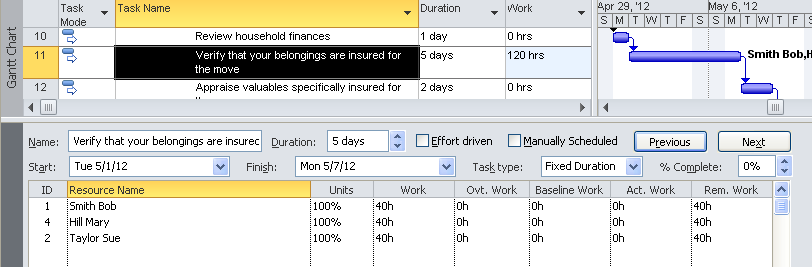 Gantt Chart
Task Mode Task Name Duration Work Apr 29, '12 May 6, '12
S M T W T F S S M T W T F S
10 Review household finances 1 day 0 hrs
11 Verify that your belongings are insured for the move 5 days 120 hrs Smith Bob,H
12 Appraise valuables specifically insured for 2 days 0 hrs
Name: Verify that your belongings are insurec Duration: 5 days Effort driven Manually Scheduled Previous Next
Start: Tue 5/1/12 Finish: Mon 5/7/12 Task type: Fixed Duration % Complete: 0%
ID Resource Name Units Work Ovt. Work Baseline Work Act. Work Rem. Work
1 Smith Bob 100% 40h 0h 0h 0h 40h
4 Hill Mary 100% 40h 0h 0h 0h 40h
2 Taylor Sue 100% 40h 0h 0h 0h 40h